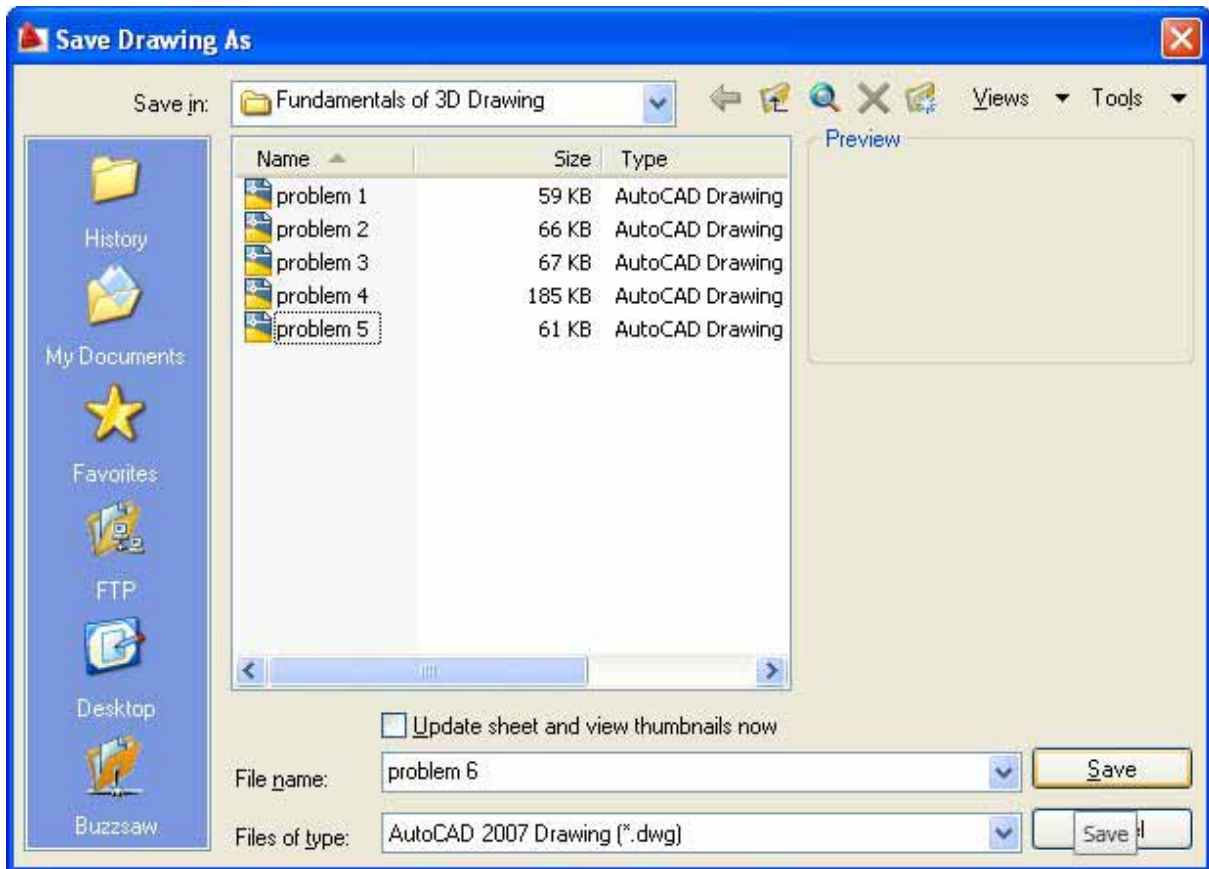 Save Drawing As
Save in: Fundamentals of 3D Drawing Views Tools
History
My Documents
Favorites
FTP
Desktop
Buzzsaw
Name Size Type
problem 1 59 KB AutoCAD Drawing
problem 2 66 KB AutoCAD Drawing
problem 3 67 KB AutoCAD Drawing
problem 4 185 KB AutoCAD Drawing
problem 5 61 KB AutoCAD Drawing
Preview
Update sheet and view thumbnails now
File name: problem 6 Save
Files of type: AutoCAD 2007 Drawing (*.dwg) Save